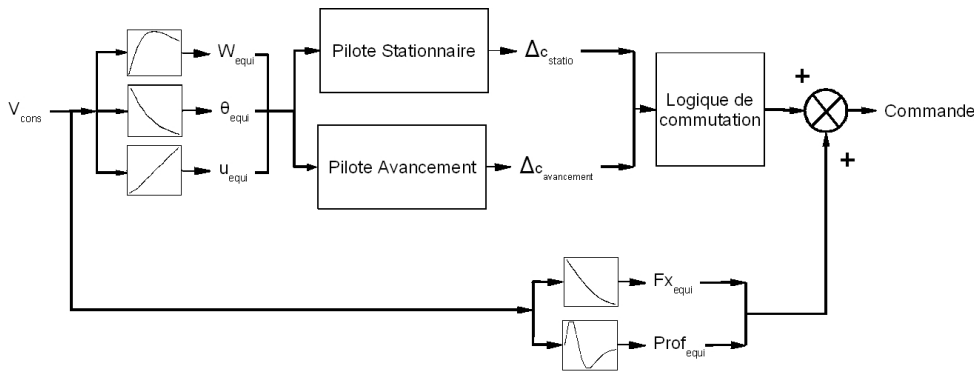 W equi
Pilote Stationnaire
Δc statio
+
V cons
θ equi
Logique de
commutation
Commande
u equi
Pilote Avancement
Δc avancement
+
Fx equi
Prof equi